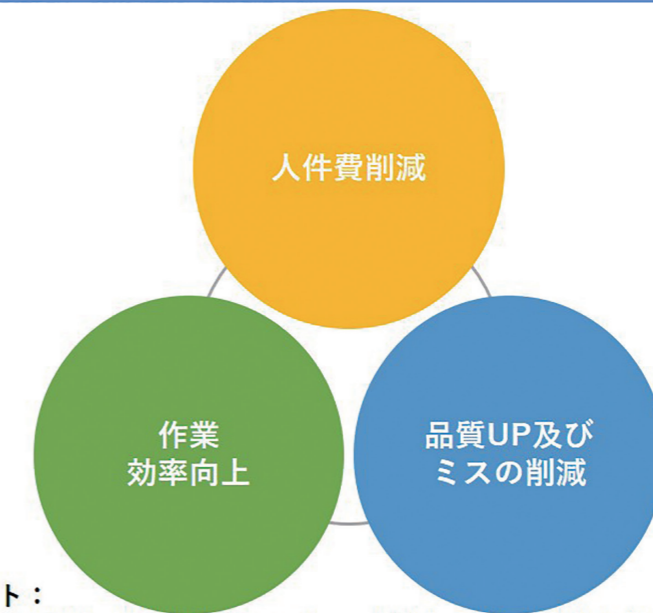 人件費削減
作業
効率向上
品質UP及び
ミスの削減
ト：